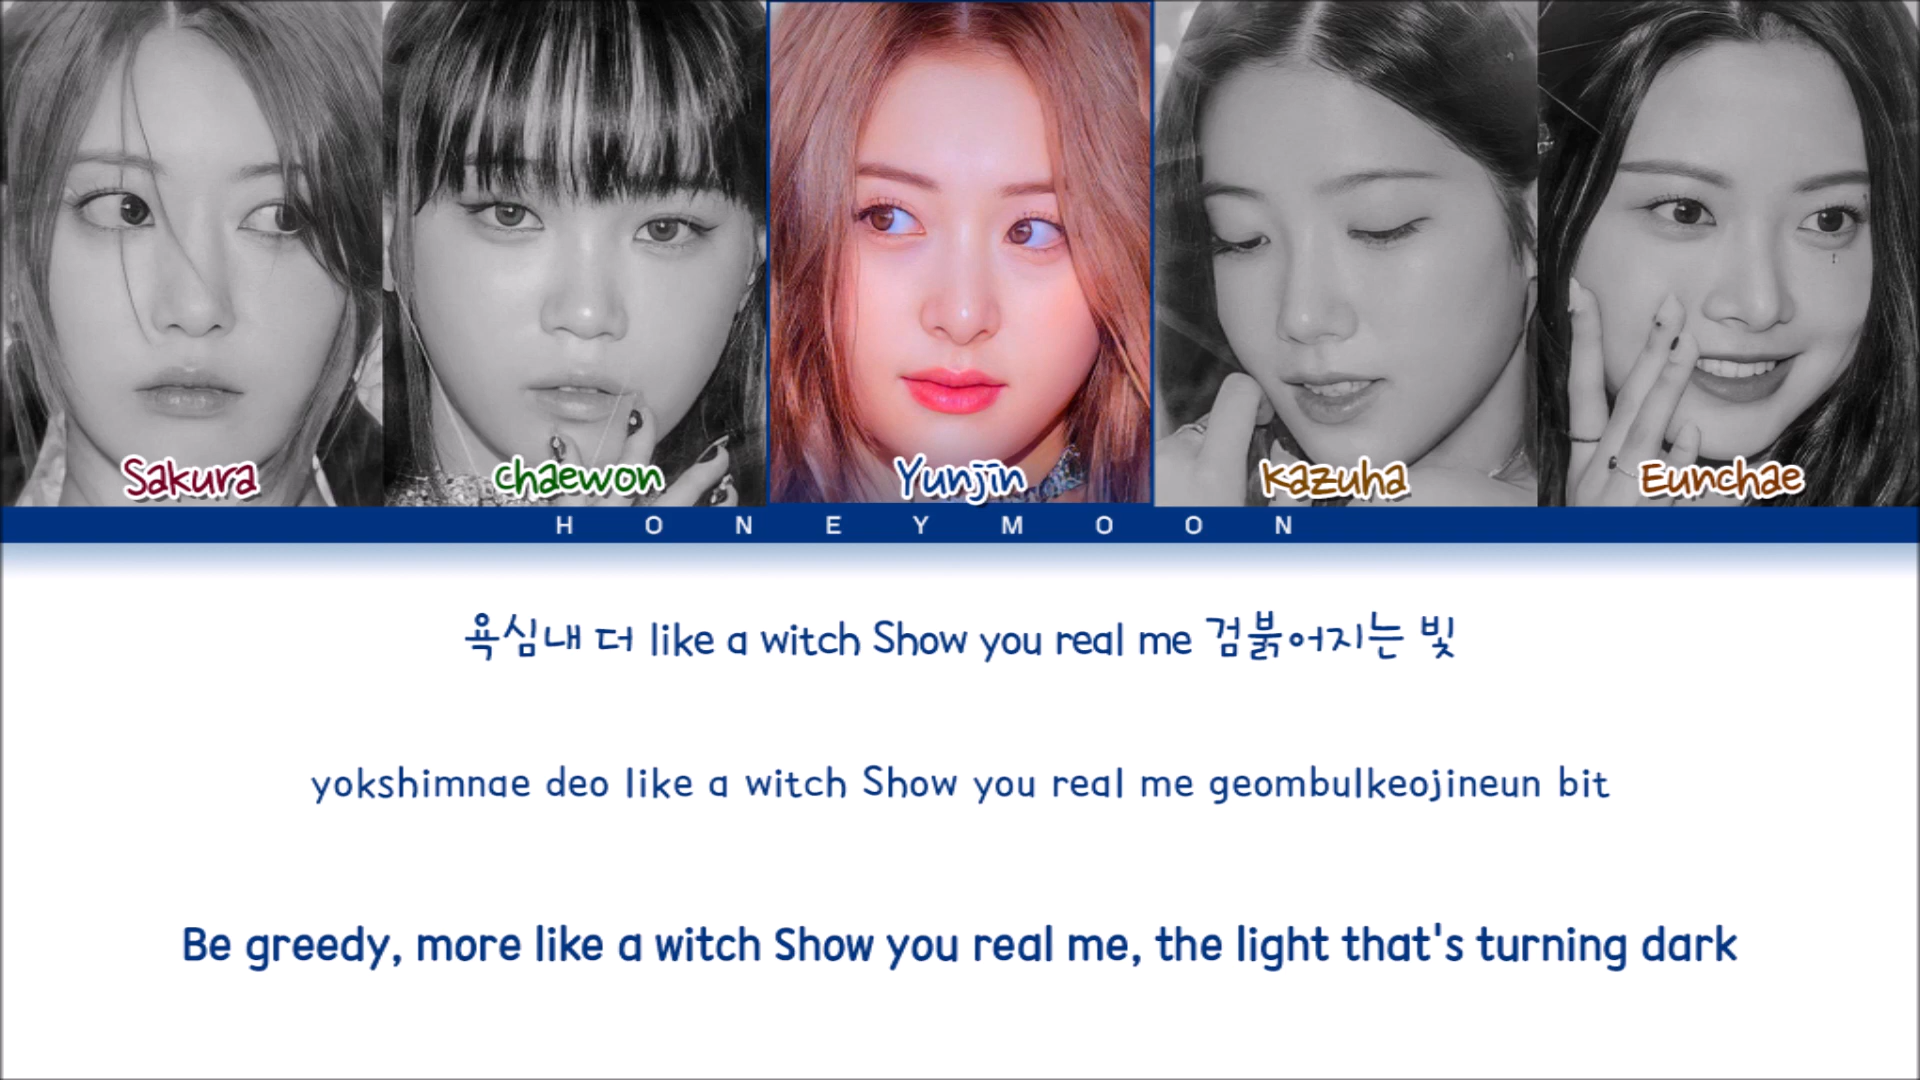 Sakura
chaewon
Yunjin
kazuha
Eunchae
HONEYMOON
욕심내 더 like a witch Show you real me 검붉어지는 빛
yokshimnae deo like a witch Show you real me geombulkeojineun bit
Be greedy, more like a witch Show you real me, the light that's turning dark